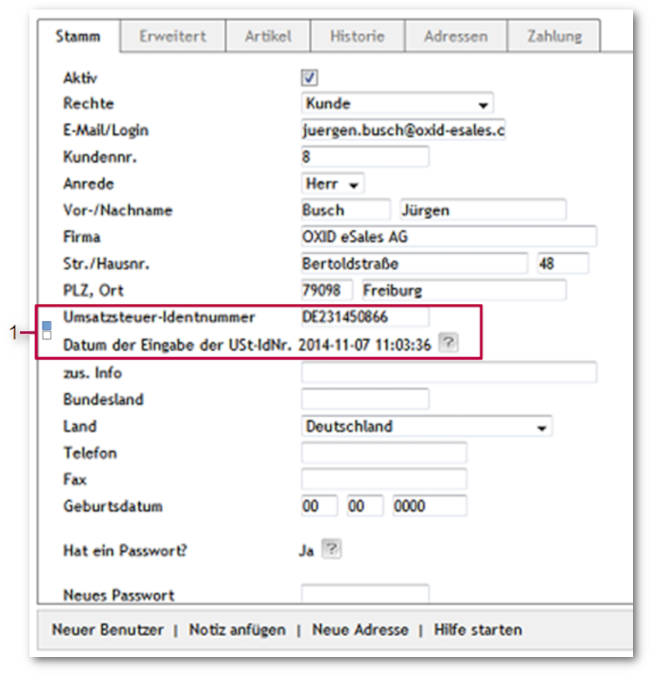 Stamm Erweitert Artikel Historie Adressen Zahlung
Aktiv
Rechte Kunde
E-Mail/Login juergen.busch@oxid-esales.c
Kundennr. 8
Anrede Herr
Vor-/Nachname Busch Jürgen
Firma OXID eSales AG
Str./Hausnr. Bertoldstraße 48
PLZ, Ort 79098 Freiburg
1 Umsatzsteuer-Identnummer DE231450866
Datum der Eingabe der USt-IdNr. 2014-11-07 11:03:36 ?
zus. Info
Bundesland
Land Deutschland
Telefon
Fax
Geburtsdatum 00 00 0000
Hat ein Passwort? Ja ?
Neues Passwort
Neuer Benutzer | Notiz anfügen | Neue Adresse | Hilfe starten